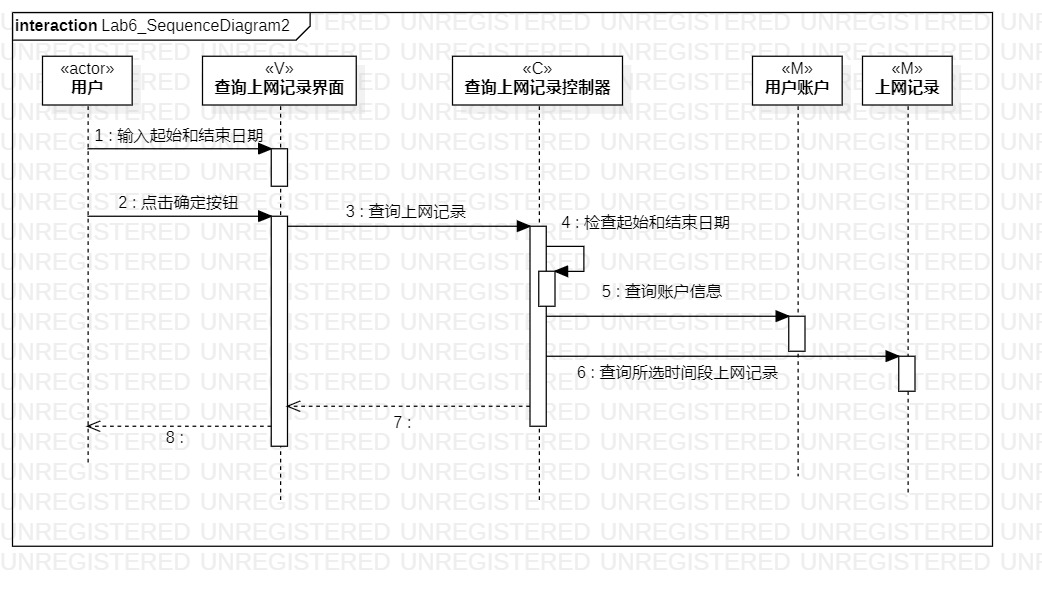 interaction Lab6_SequenceDiagram2
«actor»
用户
«V»
查询上网记录界面
«C»
查询上网记录控制器
«M»
用户账户
«M»
上网记录
1 : 输入起始和结束日期
2 : 点击确定按钮
3 : 查询上网记录
4 : 检查起始和结束日期
5 : 查询账户信息
6 : 查询所选时间段上网记录
7 :
8 :
UNREGISTERED